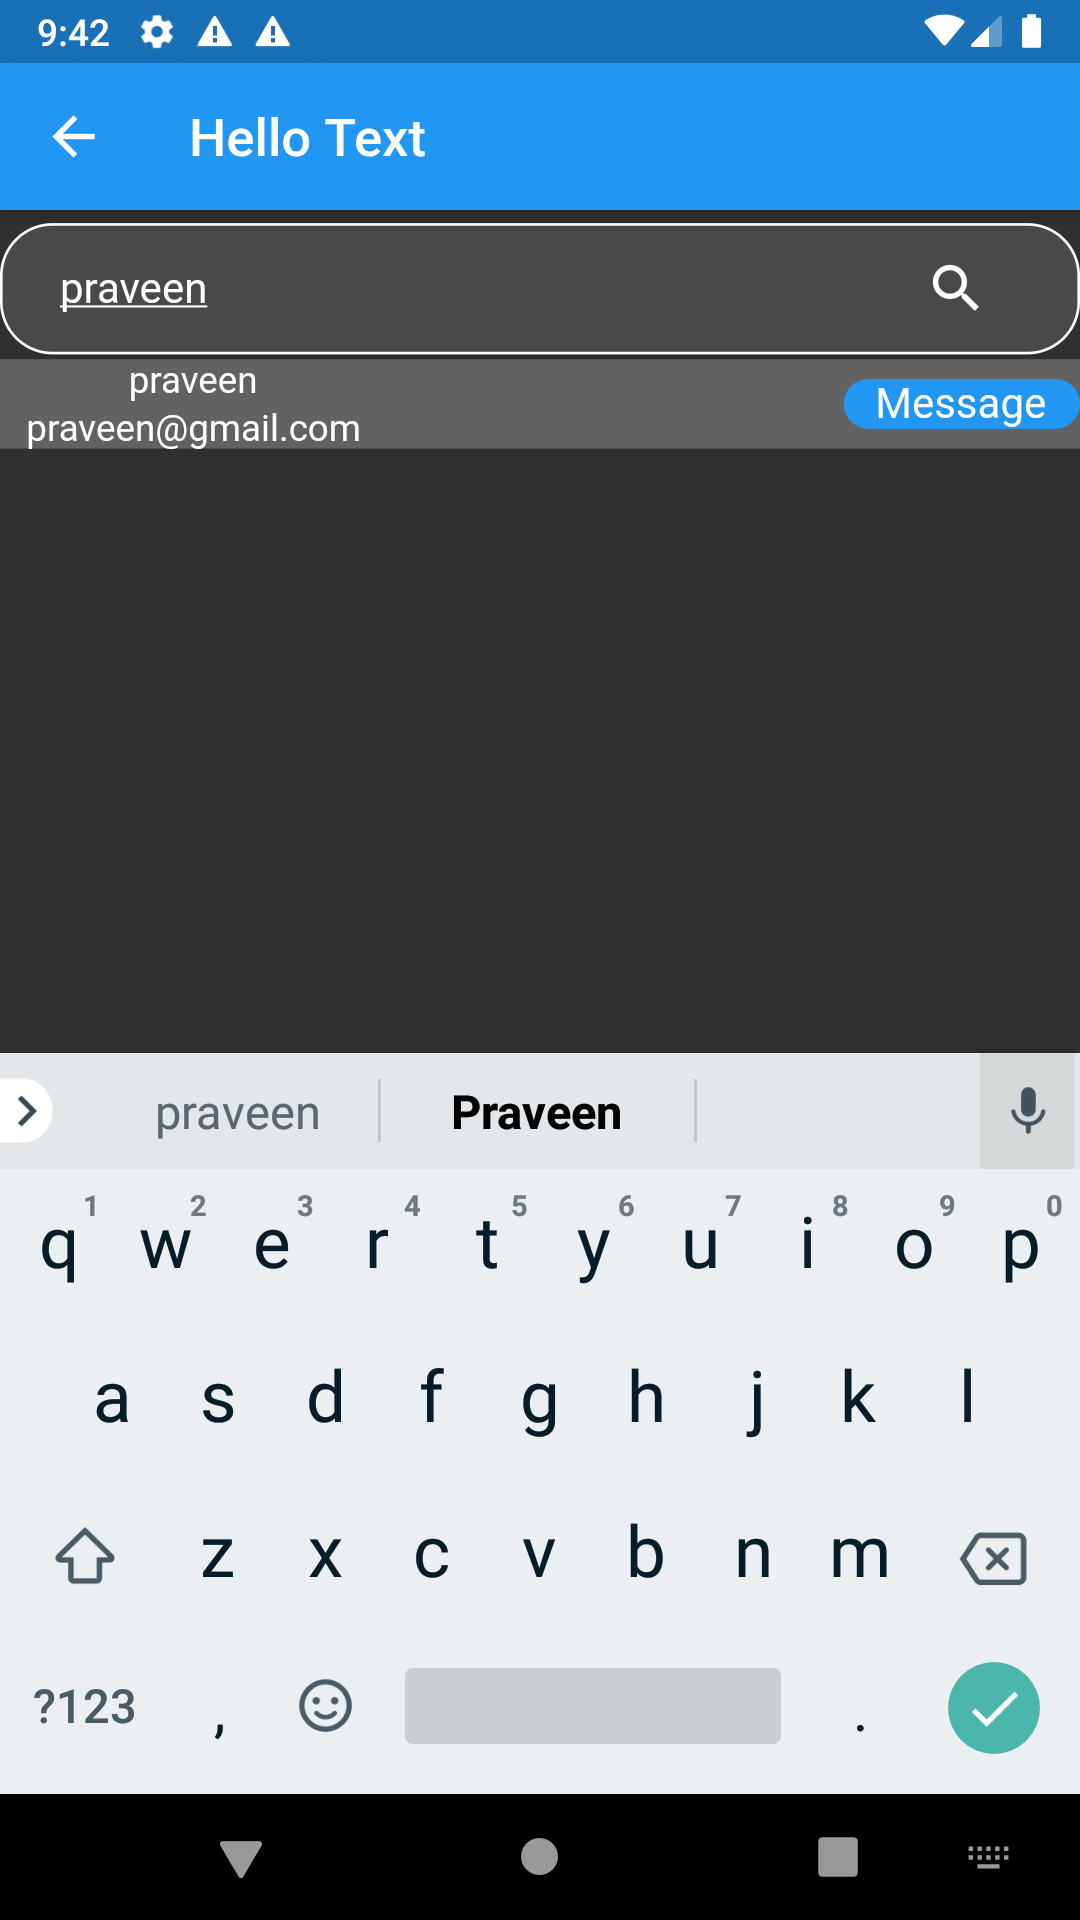 9:42
Hello Text
praveen
praveen
praveen@gmail.com
Message
praveen Praveen
1 2 3 4 5 6 7 8 9 0
q w e r t y u i o p
a s d f g h j k l
z x c v b n m
?123 , .